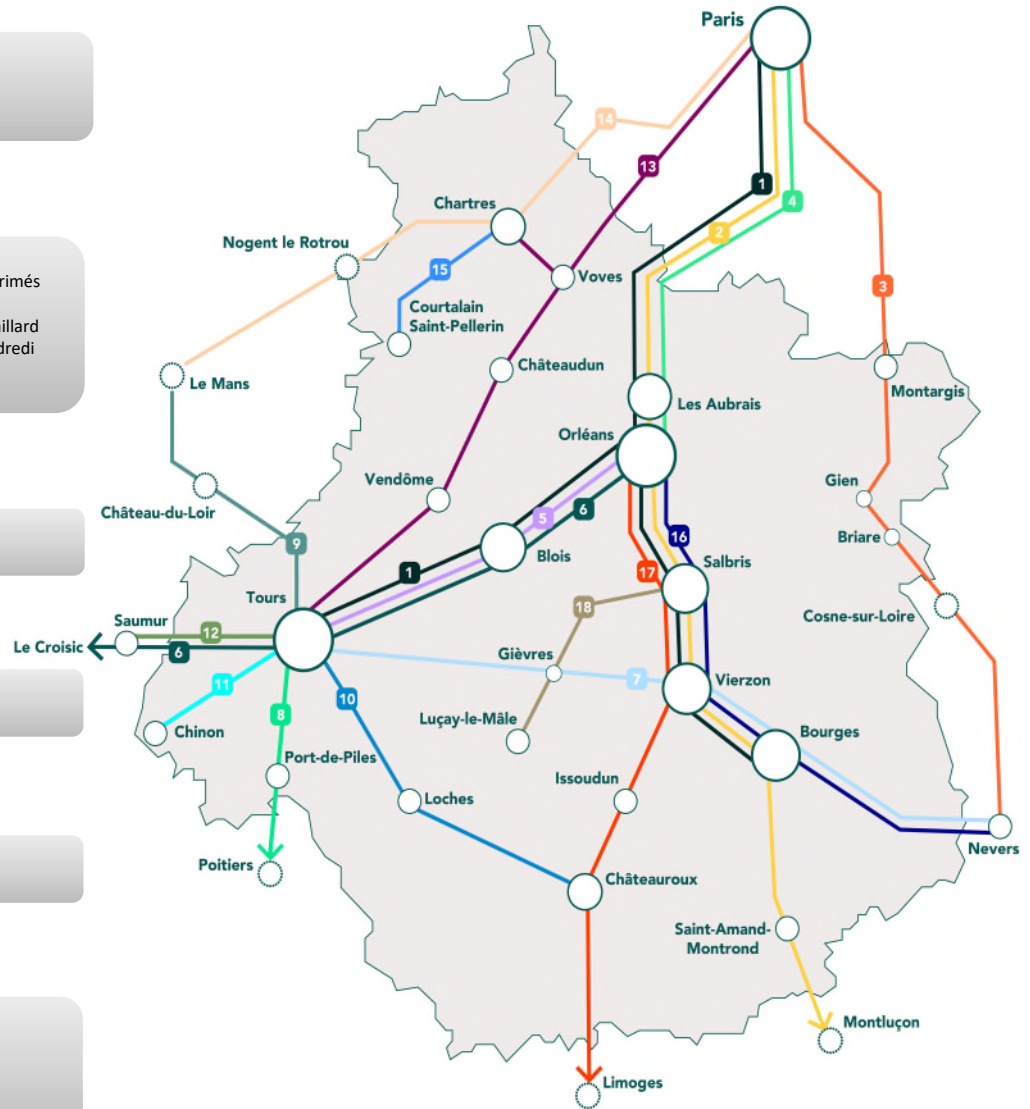 Paris
14
13
1
4
2
Chartres
Nogent le Rotrou
15
Voves
3
rimés
Courtalain
Saint-Pellerin
illard
dredi
Châteaudun
Le Mans
Montargis
Les Aubrais
Orléans
Vendôme
Gien
Château-du-Loir
5
6
16
Briare
9
Blois
1
17
Salbris
Tours
18
Cosne-sur-Loire
Saumur
12
Le Croisic
6
Gièvres
7
Vierzon
11
10
8
Luçay-le-Mâle
Chinon
Bourges
Port-de-Piles
Issoudun
Loches
Nevers
Poitiers
Châteauroux
Saint-Amand-
Montrond
Montluçon
Limoges